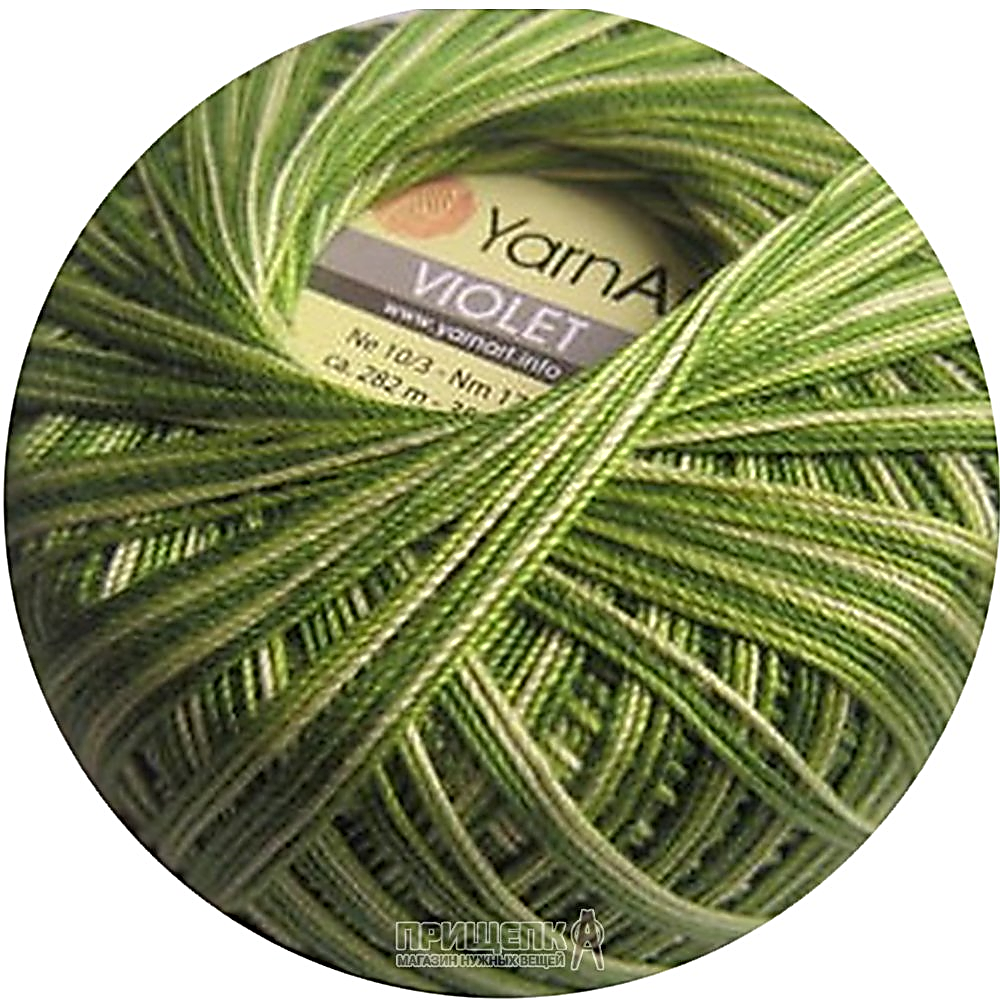 YarnA
VIOLET
www.yarnart.info
№ 10/3 - Nm 17
ca. 282 m -
ПРИЩЕПКА
МАГАЗИН НУЖНЫХ ВЕЩЕЙ